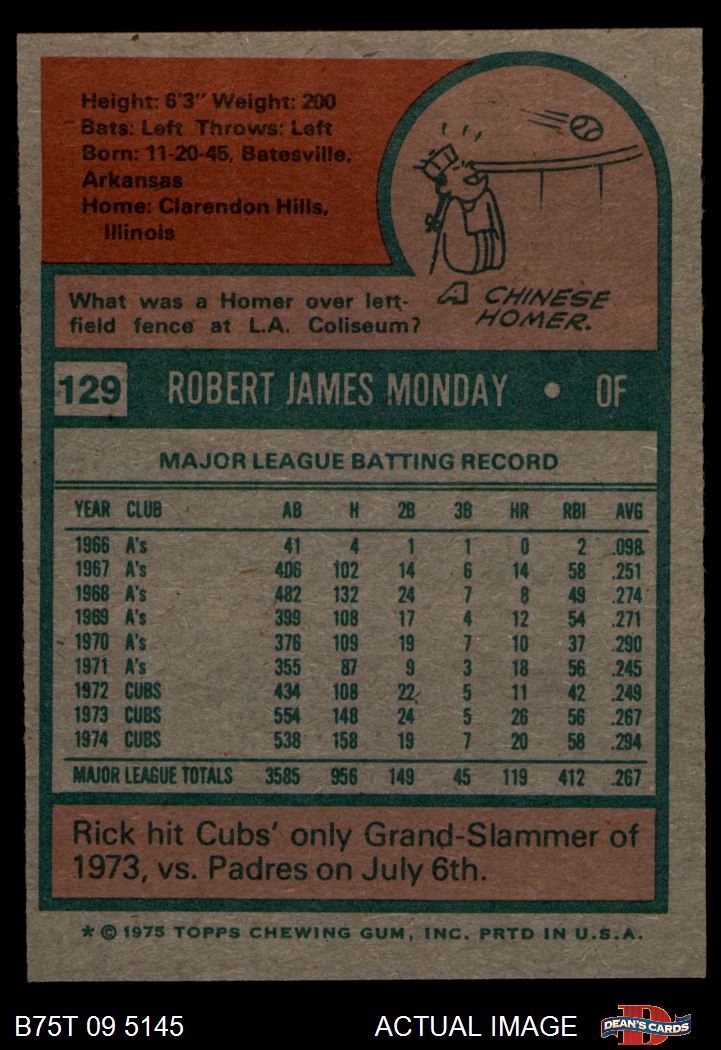 Height: 6'3" Weight: 200
Bats: Left Throws: Left
Born: 11-20-45, Batesville,
Arkansas
Home: Clarendon Hills,
Illinois
What was a Homer over left-
field fence at L.A. Coliseum?
A CHINESE
HOMER.
129 ROBERT JAMES MONDAY • OF
MAJOR LEAGUE BATTING RECORD
YEAR CLUB AB H 2B 3B HR RBI AVG
1966 A's 41 4 1 1 0 2 .098
1967 A's 406 102 14 6 14 58 .251
1968 A's 482 132 24 7 8 49 .274
1969 A's 399 108 17 4 12 54 .271
1970 A's 376 109 19 7 10 37 .290
1971 A's 355 87 9 3 18 56 .245
1972 CUBS 434 108 22 5 11 42 .249
1973 CUBS 554 148 24 5 26 56 .267
1974 CUBS 538 158 19 7 20 58 .294
MAJOR LEAGUE TOTALS 3585 956 149 45 119 412 .267
Rick hit Cubs' only Grand-Slammer of
1973, vs. Padres on July 6th.
* © 1975 TOPPS CHEWING GUM, INC. PRTD IN U.S.A.
B75T 09 5145 ACTUAL IMAGE D DEAN'S CARDS